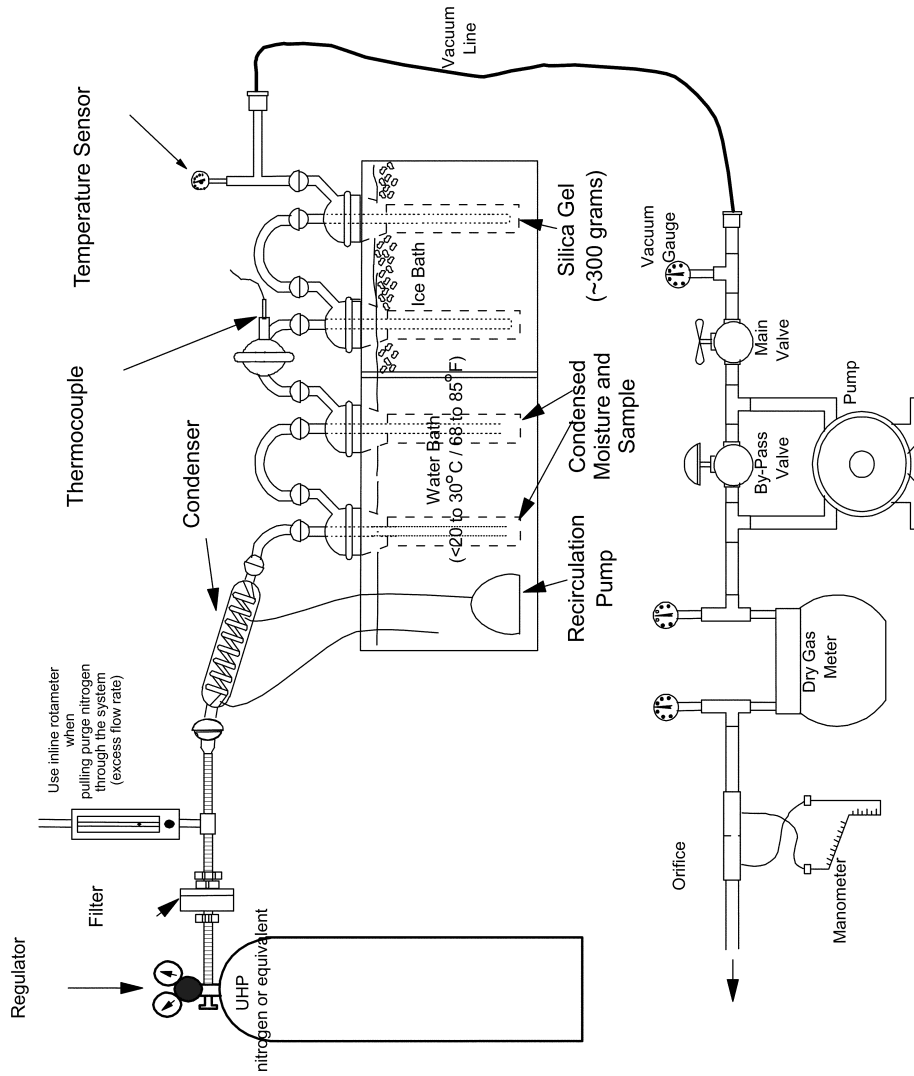 Temperature Sensor
Vacuum
Line
Thermocouple
Condenser
Use inline rotameter
when
pulling purge nitrogen
through the system
(excess flow rate)
Filter
Regulator
UHP
nitrogen or equivalent
Ice Bath
Water Bath
(<20 to 30°C / 68 to 85°F)
Silica Gel
(~300 grams)
Condensed
Moisture and
Sample
Recirculation
Pump
Vacuum
Gauge
Main
Valve
By-Pass
Valve
Pump
Dry Gas
Meter
Orifice
Manometer